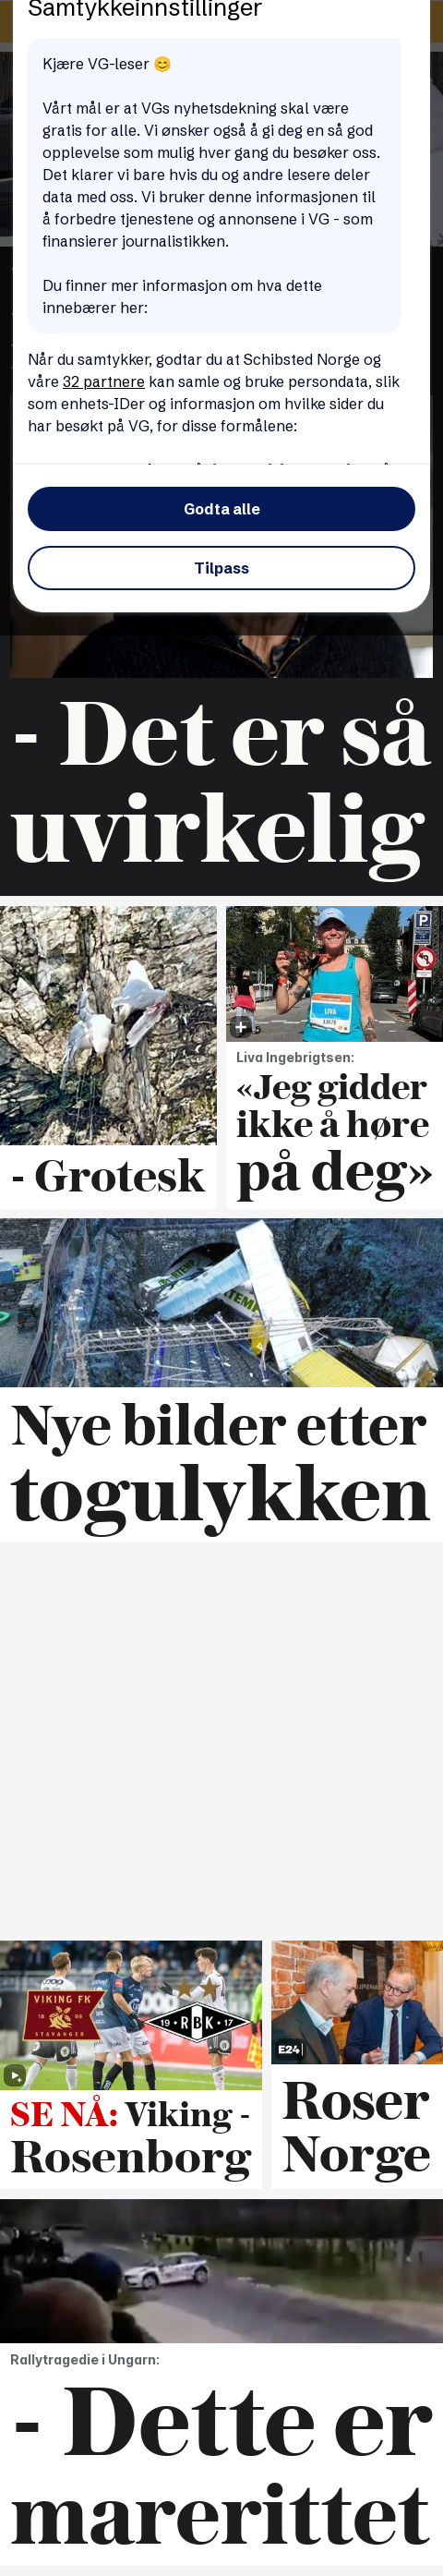 Samtykkeinnstillinger
Kjære VG-leser 😊
Vårt mål er at VGs nyhetsdekning skal være
gratis for alle. Vi ønsker også å gi deg en så god
opplevelse som mulig hver gang du besøker oss.
Det klarer vi bare hvis du og andre lesere deler
data med oss. Vi bruker denne informasjonen til
å forbedre tjenestene og annonsene i VG - som
finansierer journalistikken.
Du finner mer informasjon om hva dette
innebærer her:
Når du samtykker, godtar du at Schibsted Norge og
våre 32 partnere kan samle og bruke persondata, slik
som enhets-IDer og informasjon om hvilke sider du
har besøkt på VG, for disse formålene:
Godta alle
Tilpass
- Det er så
uvirkelig
- Grotesk
P
LIVA
Liva Ingebrigtsen:
«Jeg gidder
ikke å høre
på deg»
Nye bilder etter
togulykken
VIKING FK
18 99
STAVANGER
19 RBK 17
SE NÅ: Viking -
Rosenborg
E24
Roser
Norge
Rallytragedie i Ungarn:
- Dette er
marerittet